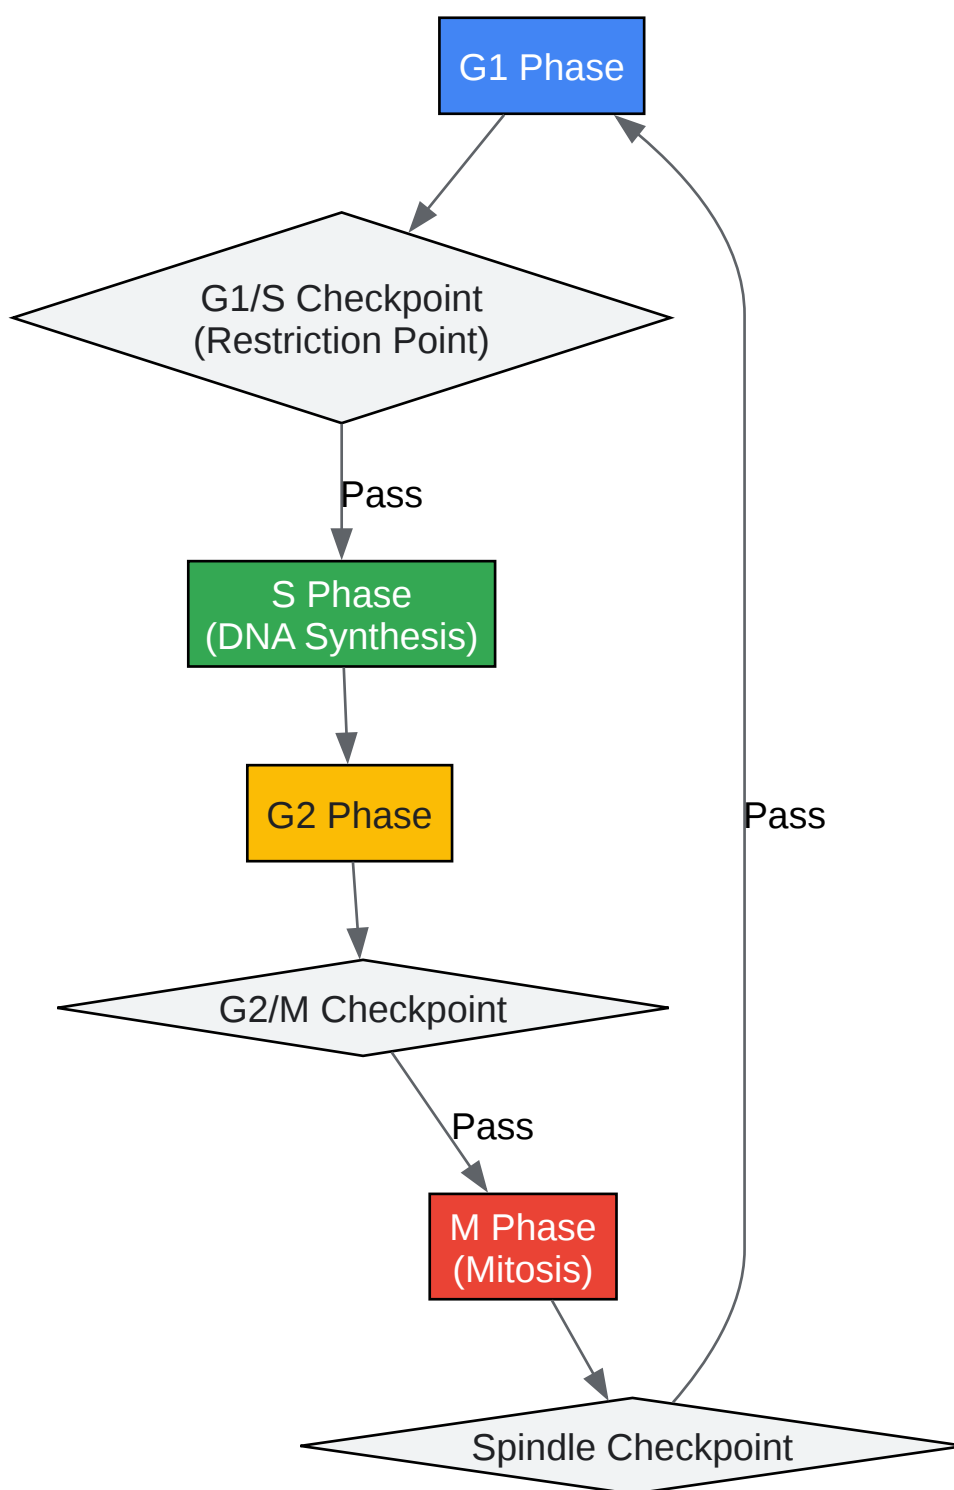 G1 Phase
G1/S Checkpoint
(Restriction Point)
Pass
S Phase
(DNA Synthesis)
G2 Phase
Pass
G2/M Checkpoint
Pass
M Phase
(Mitosis)
Spindle Checkpoint